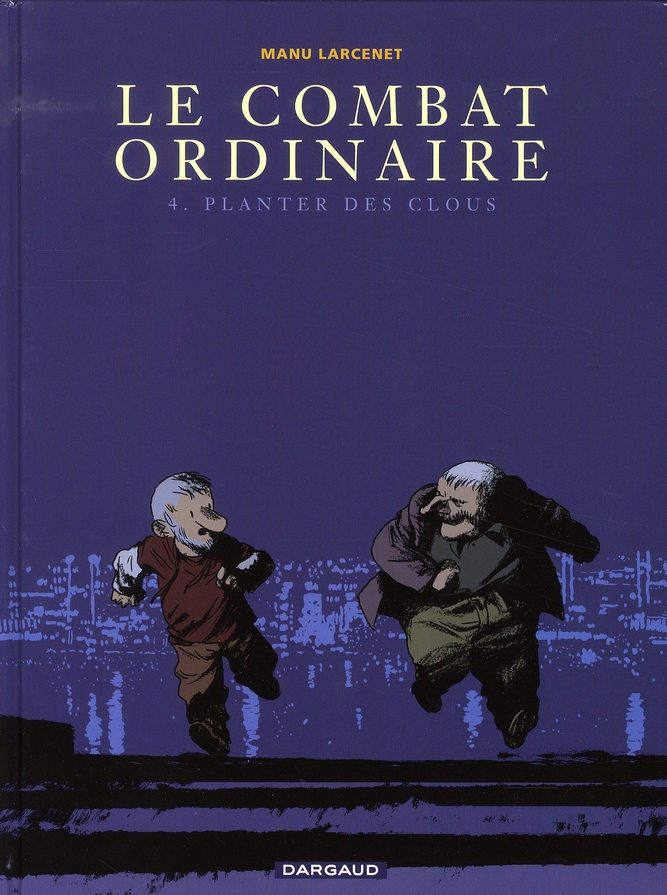 MANU LARCENET
LE COMBAT
ORDINAIRE
4. PLANTER DES CLOUS
DARGAUD